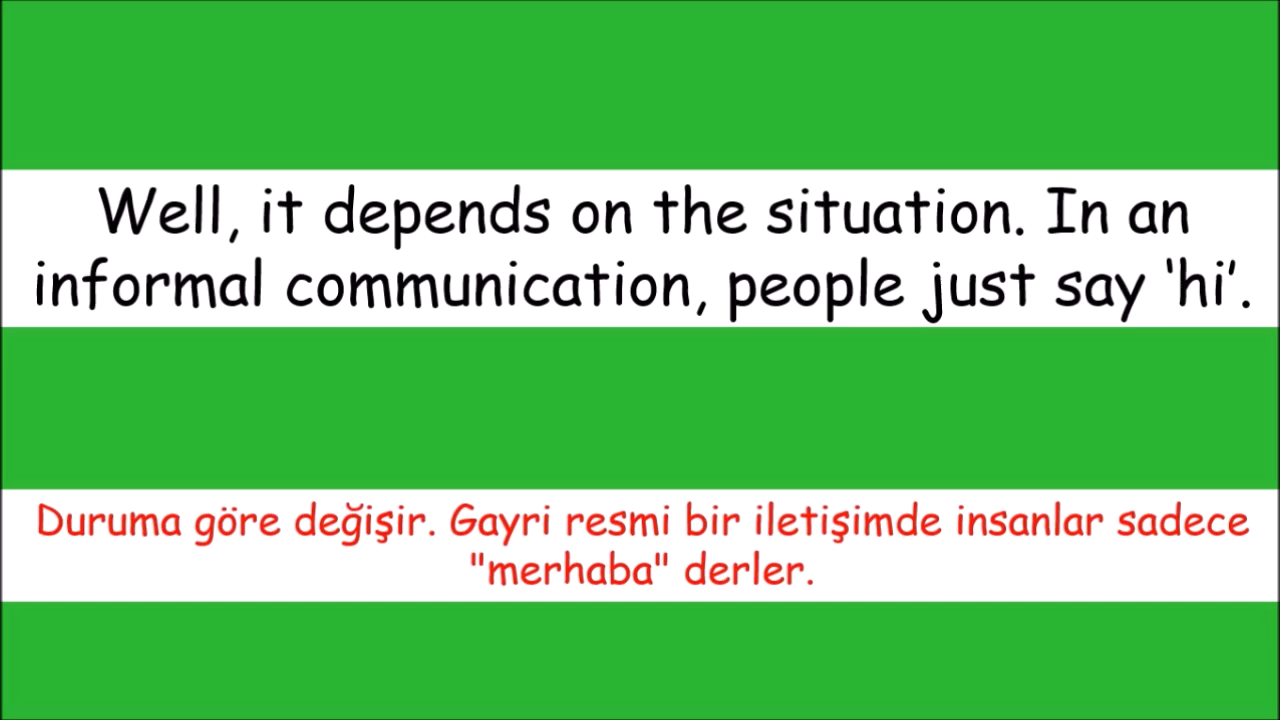 Well, it depends on the situation. In an
informal communication, people just say ‘hi’.
Duruma göre değişir. Gayri resmi bir iletişimde insanlar sadece
"merhaba" derler.